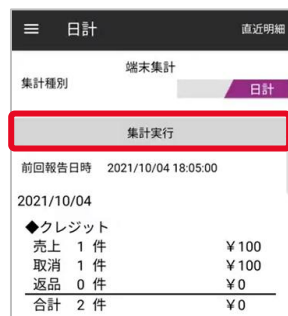 日計 直近明細
端末集計
集計種別
日計
集計実行
前回報告日時 2021/10/04 18:05:00
2021/10/04
◆クレジット
売上 1 件 ¥100
取消 1 件 ¥100
返品 0 件 ¥0
合計 2 件 ¥0